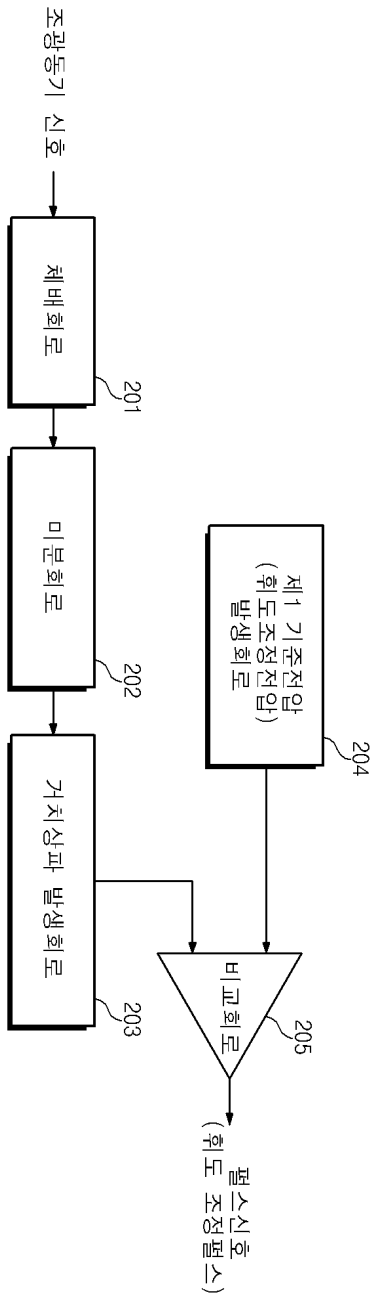 조광동기 신호
체배회로
201
미분회로
202
거치상파 발생회로
203
제1 기준전압
(휘도조정전압)
발생회로
204
비교회로
205
펄스신호
(휘도 조정펄스)